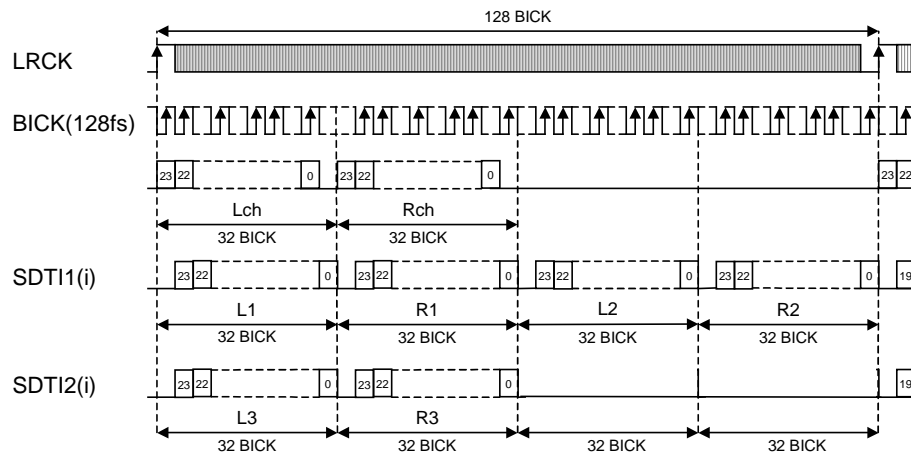 128 BICK
LRCK
BICK(128fs)
23 22 0 23 22 0 23 22
Lch Rch
32 BICK 32 BICK
SDTI1(i) 23 22 0 23 22 0 23 22 0 23 22 0 19
L1 R1 L2 R2
32 BICK 32 BICK 32 BICK 32 BICK
SDTI2(i) 23 22 0 23 22 0 19
L3 R3
32 BICK 32 BICK 32 BICK 32 BICK